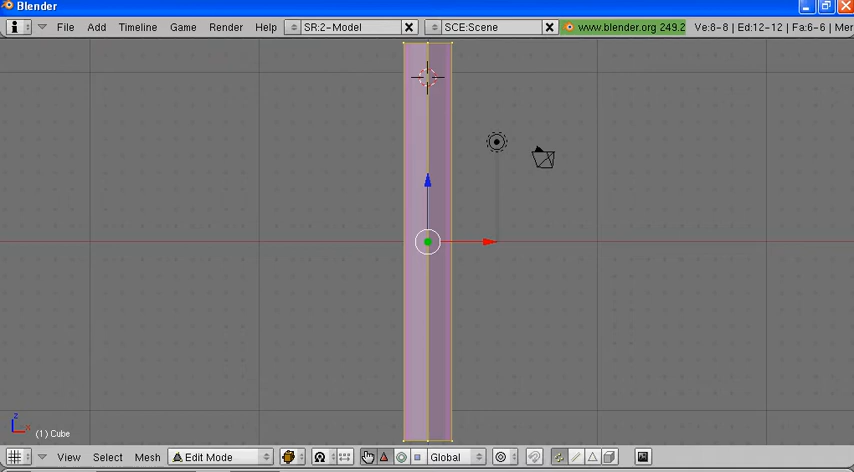 Blender
File Add Timeline Game Render Help SR:2-Model SCE:Scene www.blender.org 249.2 Ve:8-8 | Ed:12-12 | Fa:6-6 | Mer
z
x
(1) Cube
View Select Mesh Edit Mode Global